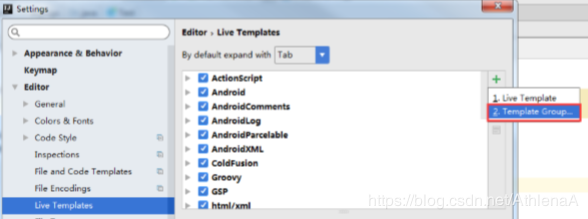 Settings
Editor › Live Templates
By default expand with Tab
Appearance & Behavior
Keymap
Editor
General
Colors & Fonts
Code Style
Inspections
File and Code Templates
File Encodings
Live Templates
ActionScript
Android
AndroidComments
AndroidLog
AndroidParcelable
AndroidXML
ColdFusion
Groovy
GSP
html/xml
1. Live Template
2. Template Group...
https://blog.csdn.net/AthlenaA